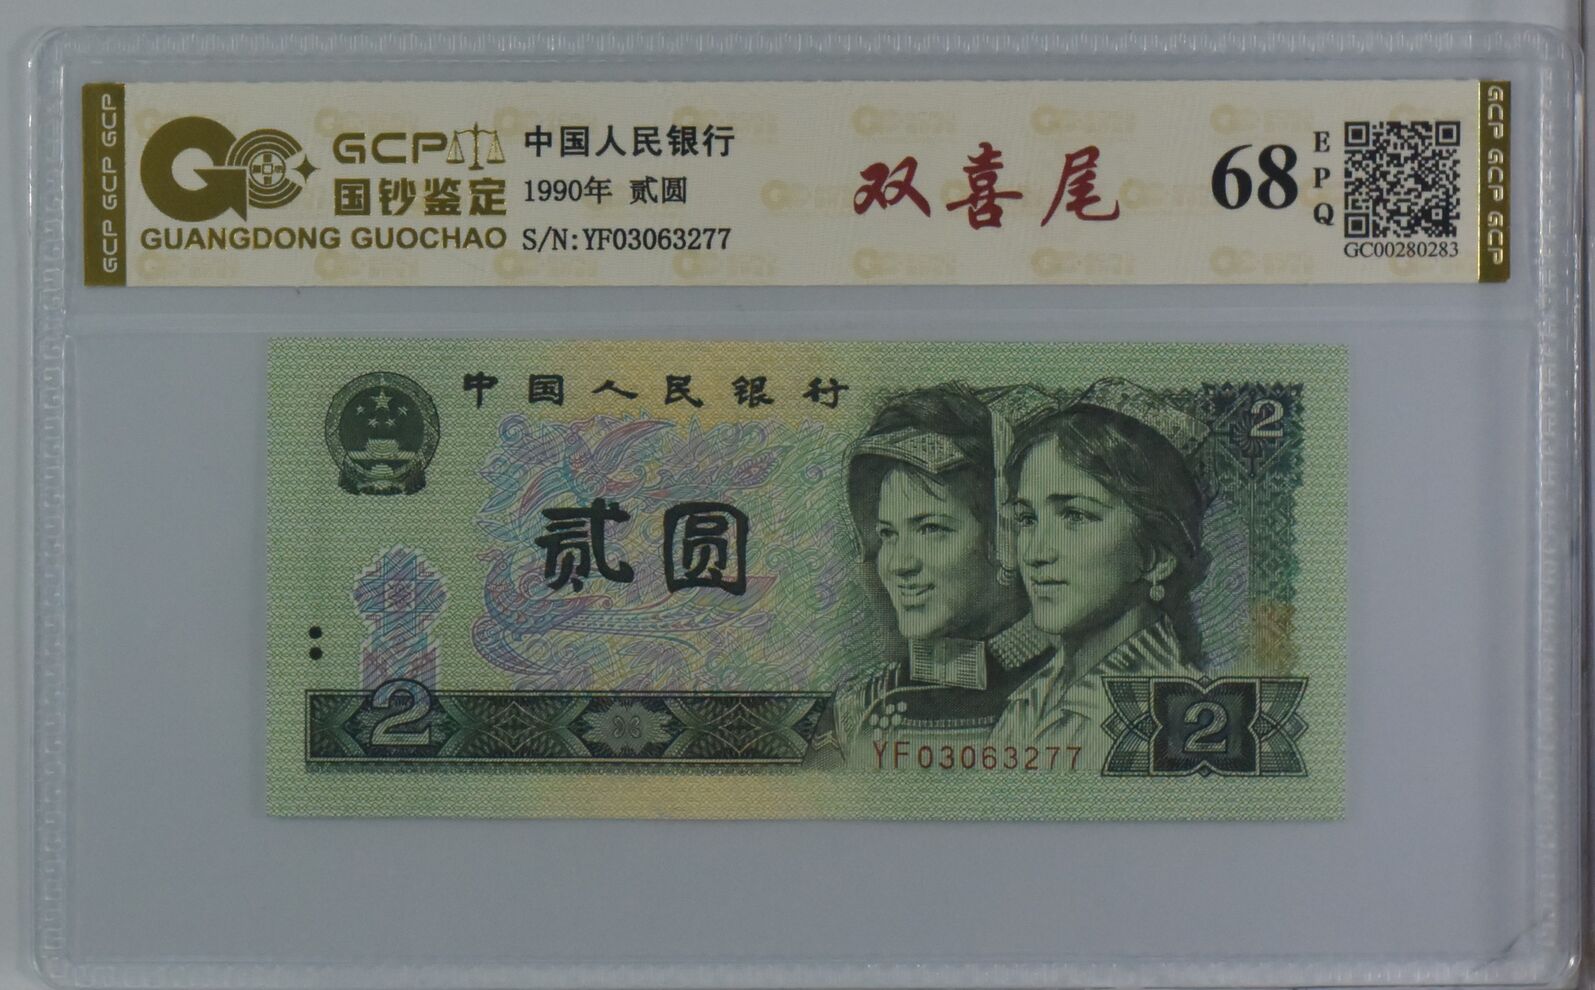 GCP GCP GCP
GCP
国钞鉴定
GUANGDONG GUOCHAO
中国人民银行
1990年 贰圆
S/N:YF03063277
双喜尾
68
EPQ
GC00280283
GCP GCP GCP GCP
中国人民银行
2
贰圆
2
YF03063277
2